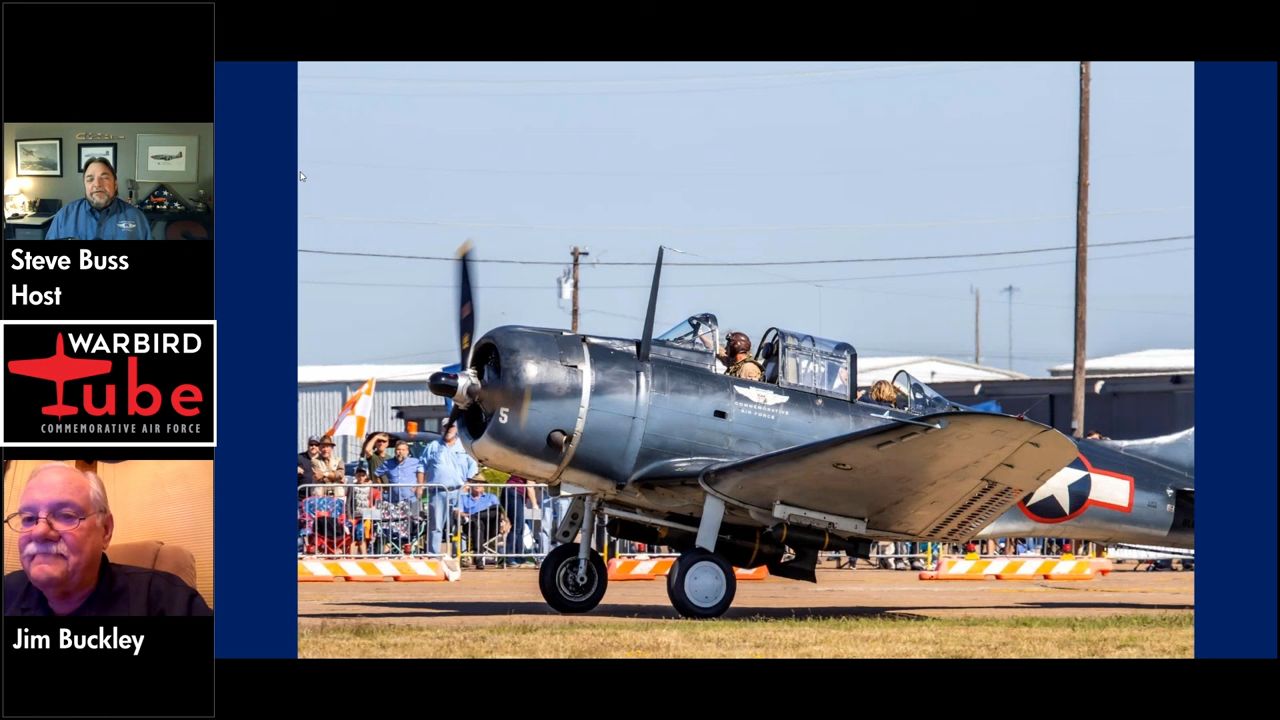 Steve Buss
Host
WARBIRD
Tube
COMMEMORATIVE AIR FORCE
Jim Buckley
5
COMMEMORATIVE
AIR FORCE